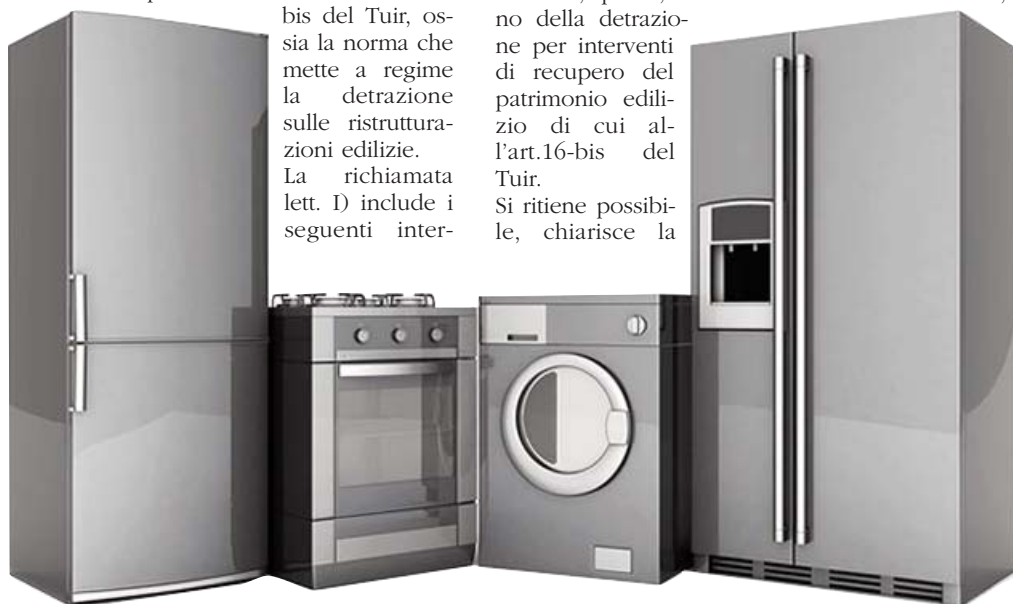 bis del Tuir, os-
sia la norma che
mette a regime
la detrazione
sulle ristruttura-
zioni edilizie.
La richiamata
lett. I) include i
seguenti inter-
no della detrazio-
ne per interventi
di recupero del
patrimonio edili-
zio di cui al-
l'art.16-bis del
Tuir.
Si ritiene possibi-
le, chiarisce la